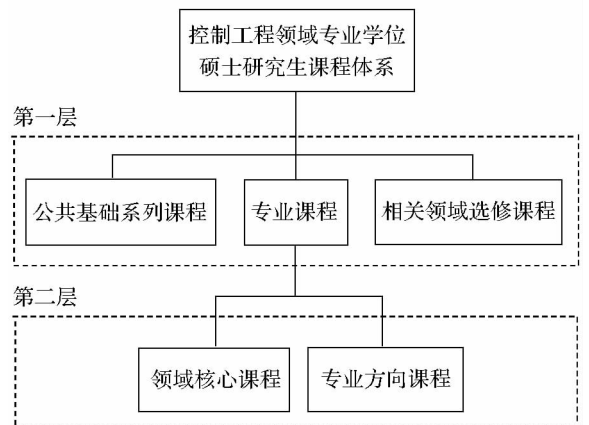 控制工程领域专业学位
硕士研究生课程体系
第一层
公共基础系列课程
专业课程
相关领域选修课程
第二层
领域核心课程
专业方向课程